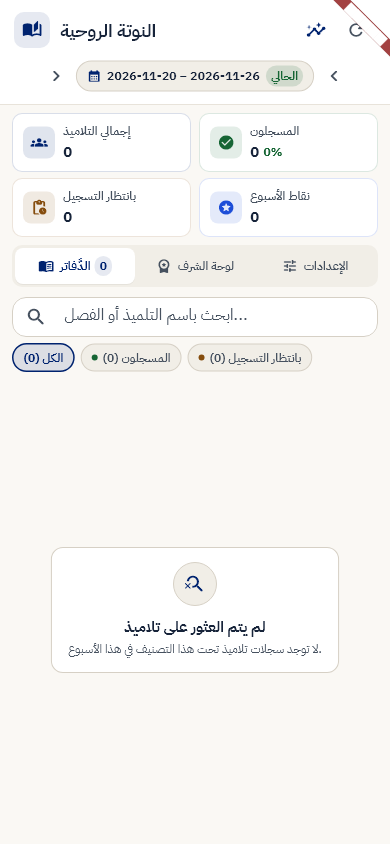 النوتة الروحية
2026-11-20 – 2026-11-26 الحالي
إجمالي التلاميذ
0
المسجلون
0 0%
بانتظار التسجيل
0
نقاط الأسبوع
0
الدفاتر 0
لوحة الشرف
الإعدادات
ابحث باسم التلميذ أو الفصل...
الكل (0)
المسجلون (0)
بانتظار التسجيل (0)
لم يتم العثور على تلاميذ
لا توجد سجلات تلاميذ تحت هذا التصنيف في هذا الأسبوع.